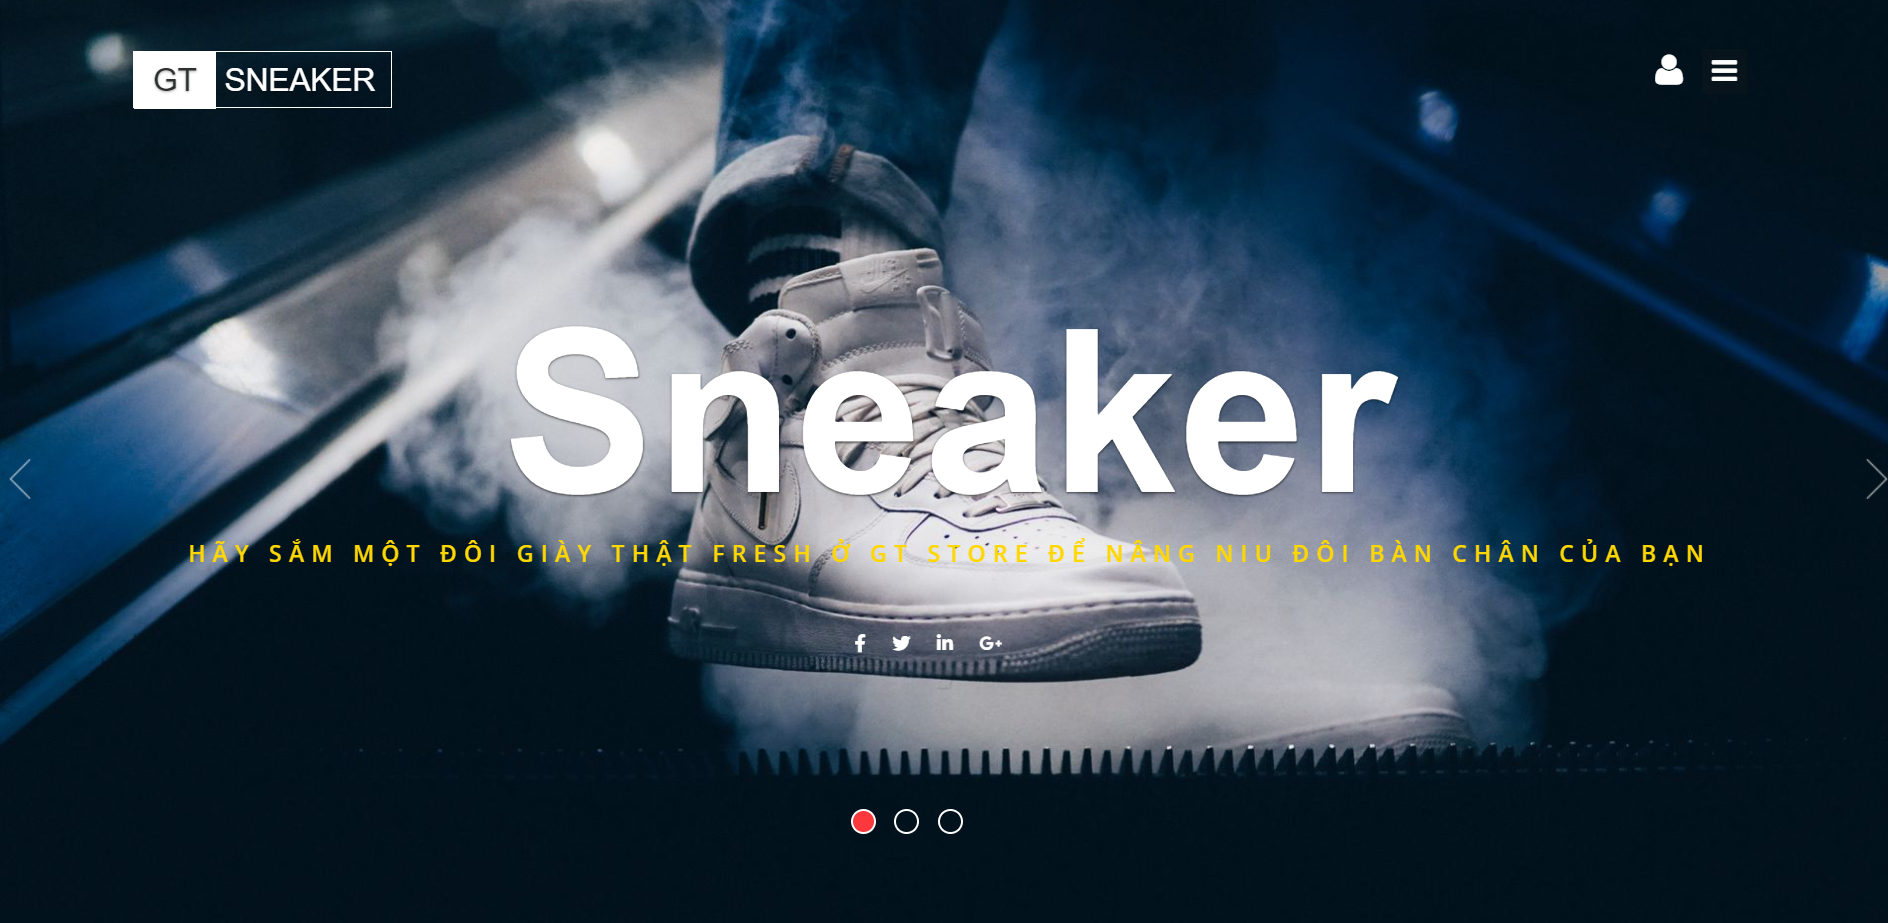 GT SNEAKER
Sneaker
HÃY SẮM MỘT ĐÔI GIÀY THẬT FRESH Ở GT STORE ĐỂ NÂNG NIU ĐÔI BÀN CHÂN CỦA BẠN